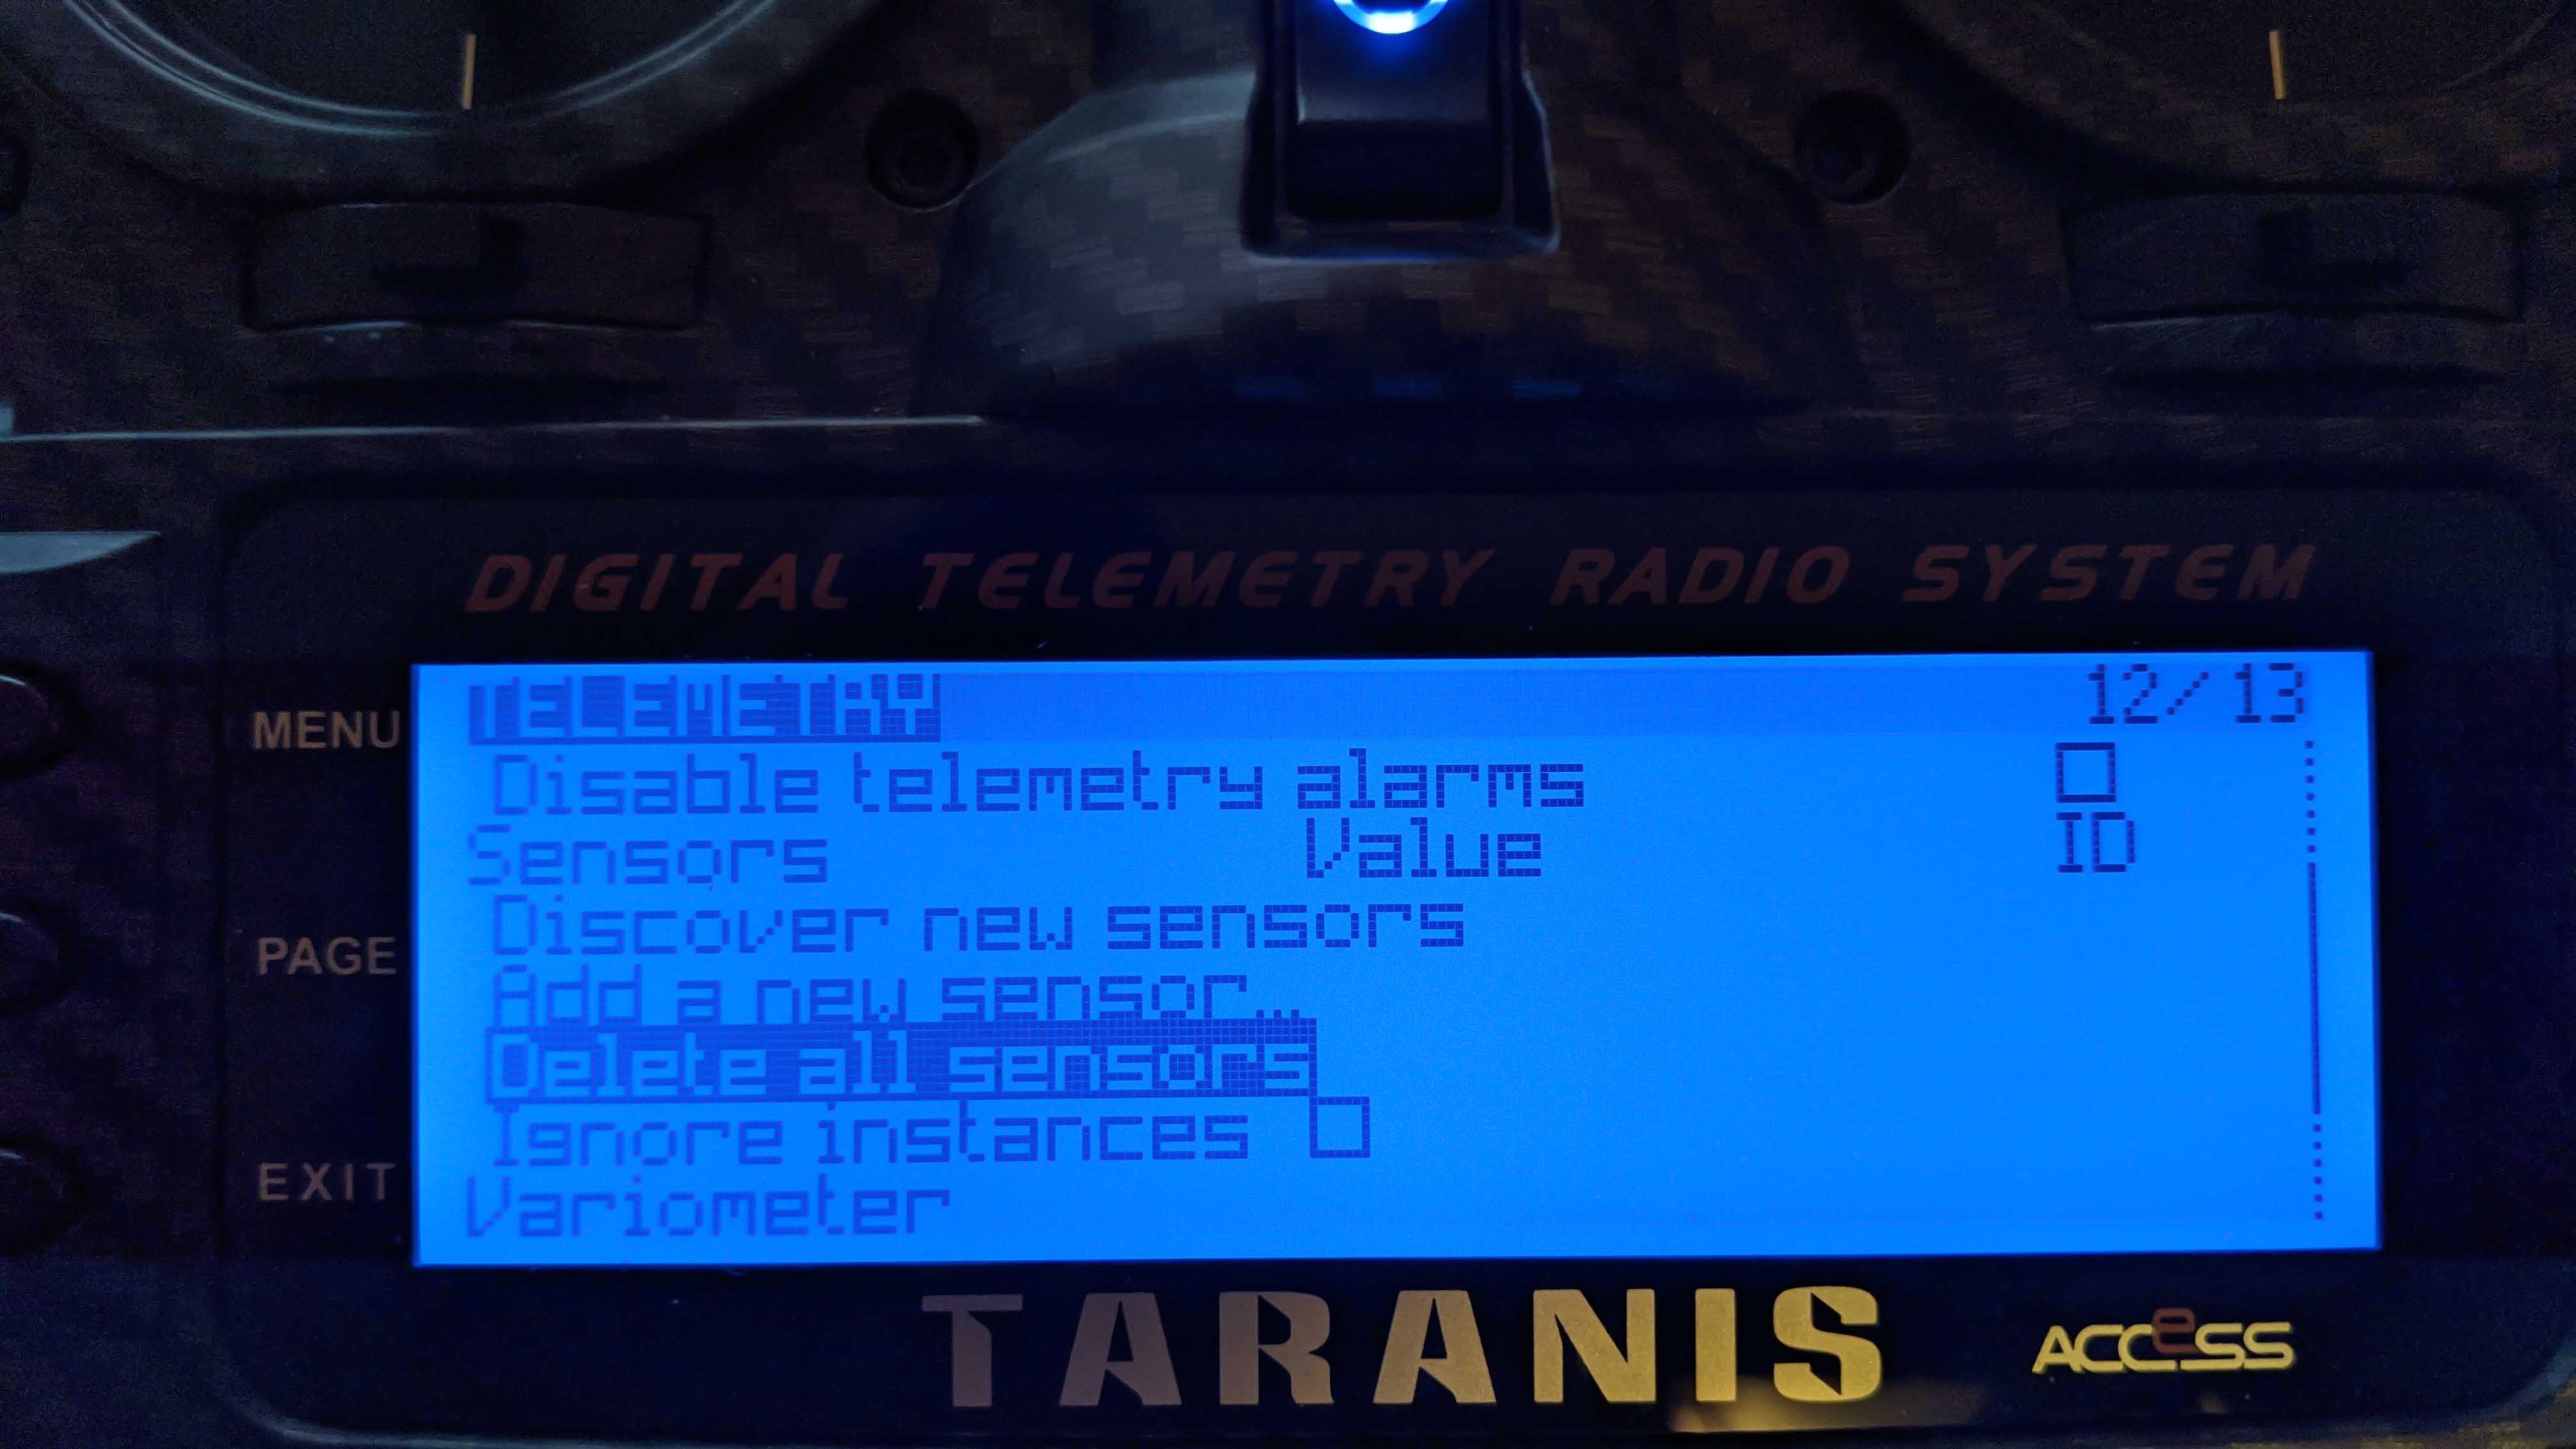 DIGITAL TELEMETRY RADIO SYSTEM
MENU
PAGE
EXIT
TELEMETRY 12/13
Disable telemetry alarms
Sensors Value ID
Discover new sensors
Add a new sensor...
Delete all sensors
Ignore instances
Variometer
TARANIS
ACCeSS